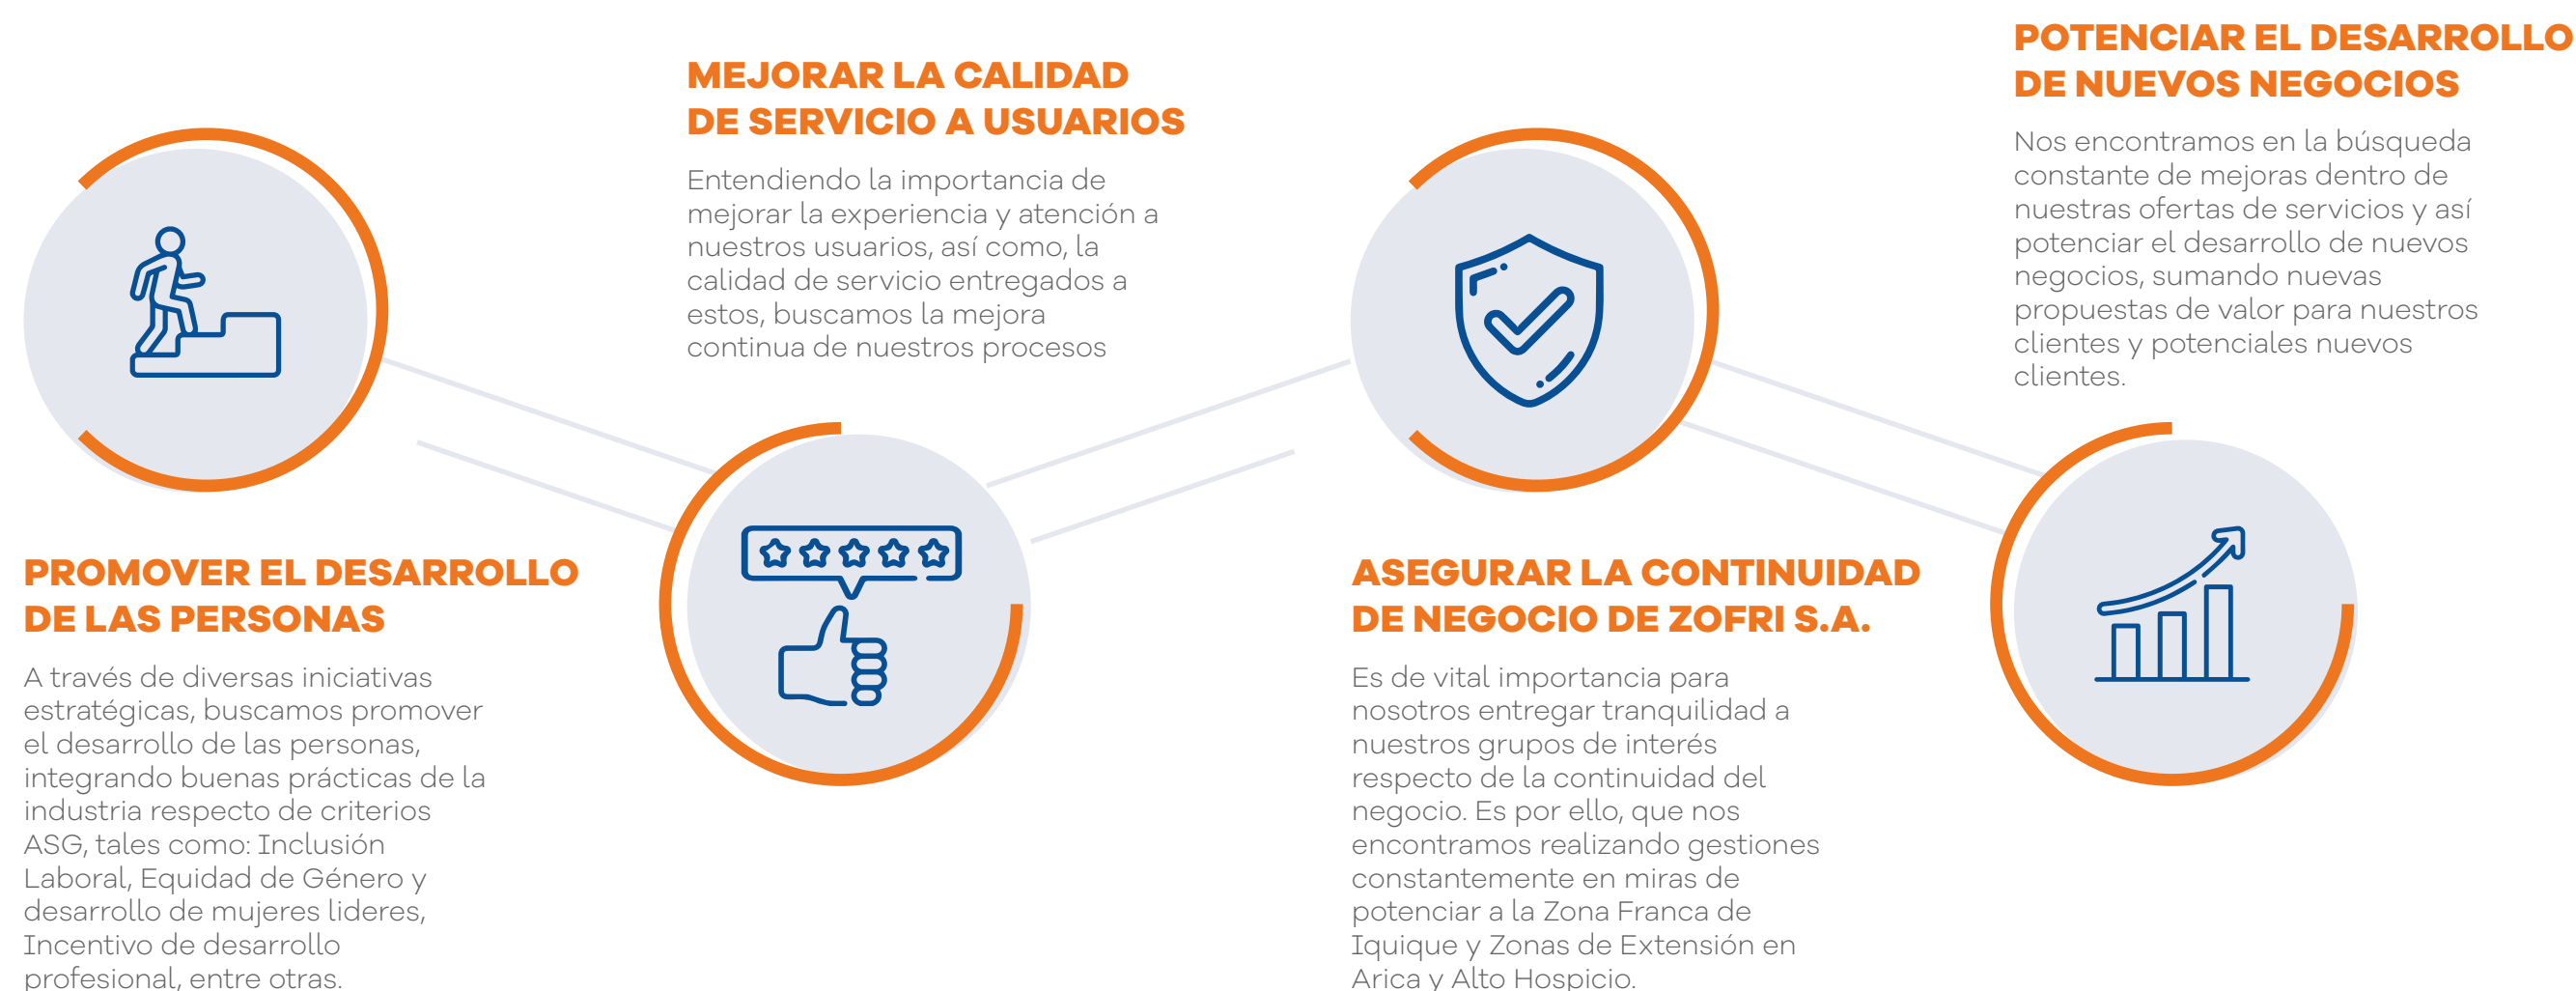 PROMOVER EL DESARROLLO
DE LAS PERSONAS
A través de diversas iniciativas
estratégicas, buscamos promover
el desarrollo de las personas,
integrando buenas prácticas de la
industria respecto de criterios
ASG, tales como: Inclusión
Laboral, Equidad de Género y
desarrollo de mujeres lideres,
Incentivo de desarrollo
profesional, entre otras.
MEJORAR LA CALIDAD
DE SERVICIO A USUARIOS
Entendiendo la importancia de
mejorar la experiencia y atención a
nuestros usuarios, así como, la
calidad de servicio entregados a
estos, buscamos la mejora
continua de nuestros procesos
ASEGURAR LA CONTINUIDAD
DE NEGOCIO DE ZOFRI S.A.
Es de vital importancia para
nosotros entregar tranquilidad a
nuestros grupos de interés
respecto de la continuidad del
negocio. Es por ello, que nos
encontramos realizando gestiones
constantemente en miras de
potenciar a la Zona Franca de
Iquique y Zonas de Extensión en
Arica y Alto Hospicio.
POTENCIAR EL DESARROLLO
DE NUEVOS NEGOCIOS
Nos encontramos en la búsqueda
constante de mejoras dentro de
nuestras ofertas de servicios y así
potenciar el desarrollo de nuevos
negocios, sumando nuevas
propuestas de valor para nuestros
clientes y potenciales nuevos
clientes.